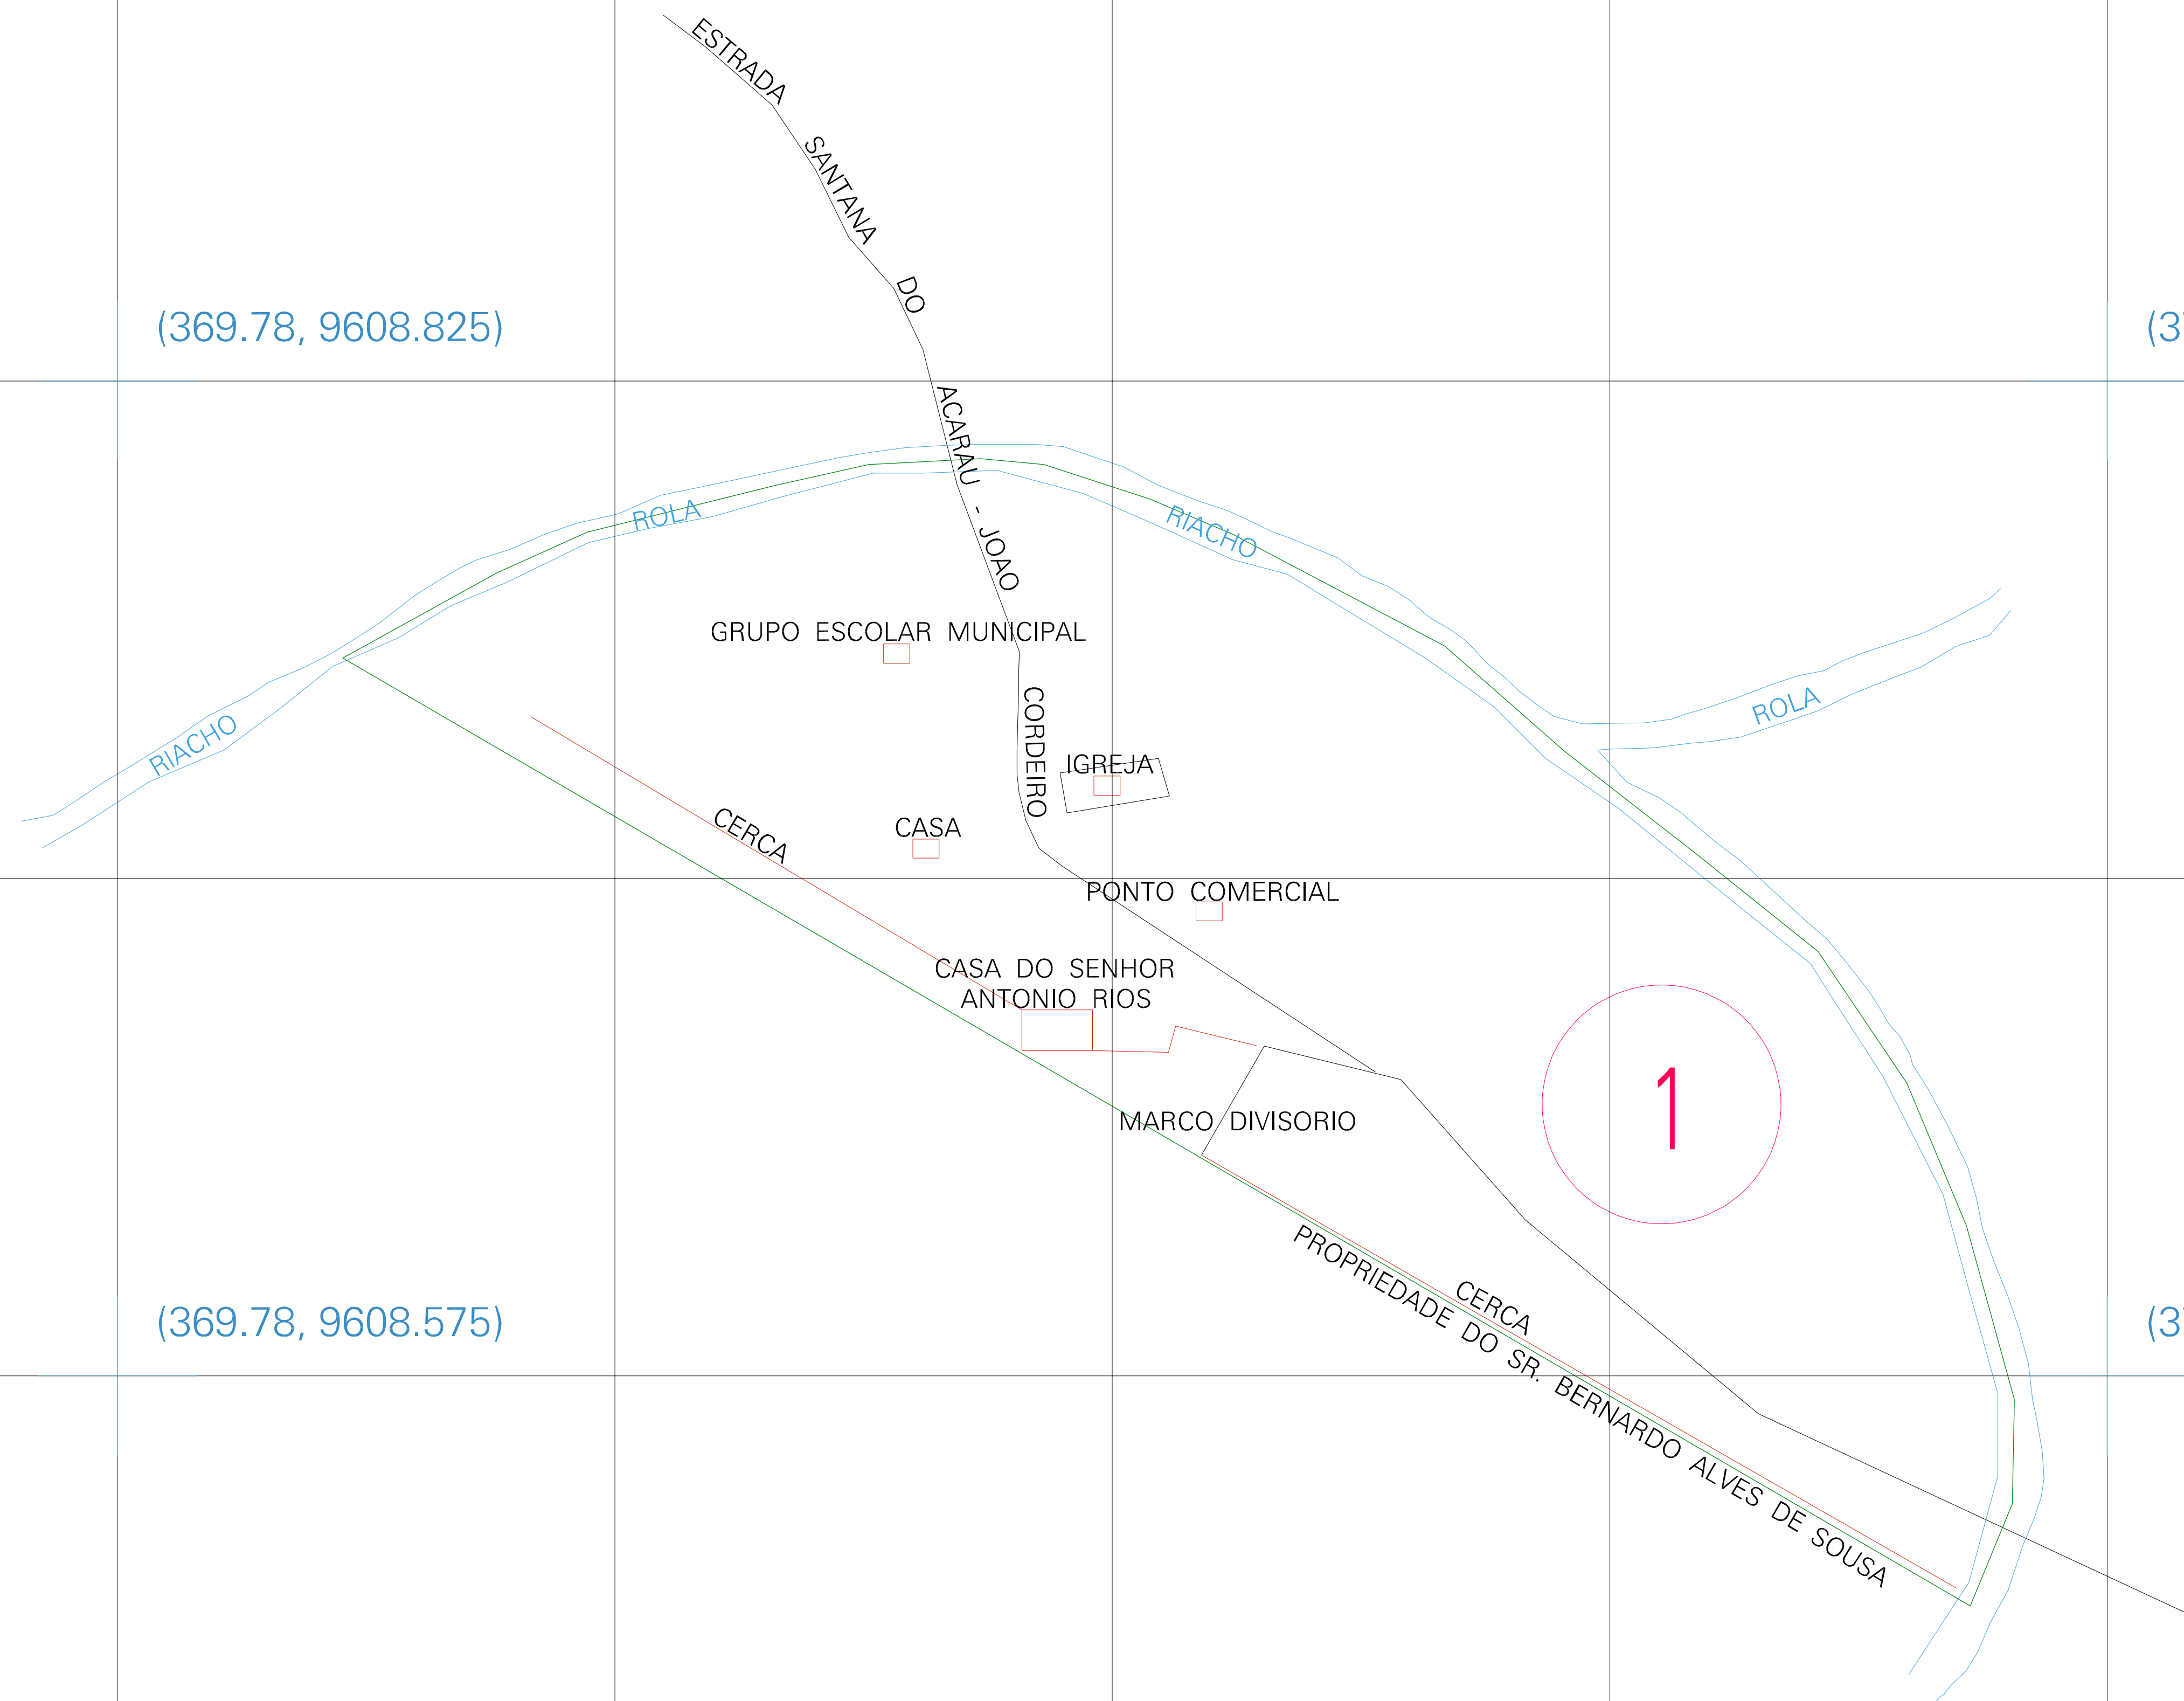 ESTRADA SANTANA DO ACARAU - JOAO CORDEIRO
(369.78, 9608.825)
(3
ROLA
RIACHO
GRUPO ESCOLAR MUNICIPAL
ROLA
RIACHO
IGREJA
CERCA
CASA
PONTO COMERCIAL
CASA DO SENHOR
ANTONIO RIOS
1
MARCO DIVISORIO
(369.78, 9608.575)
(3
CERCA
PROPRIEDADE DO SR. BERNARDO ALVES DE SOUSA